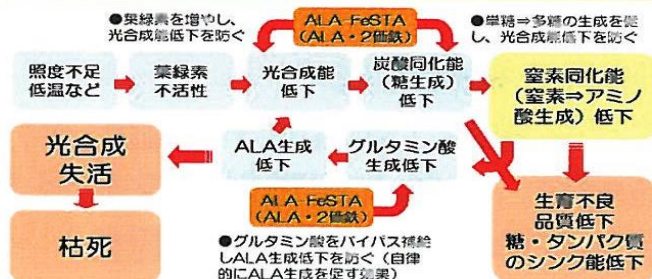 ●葉緑素を増やし、
光合成能低下を防ぐ
ALA-FeSTA
(ALA・2価鉄)
●単糖⇒多糖の生成を促
し、光合成能低下を防ぐ
照度不足
低温など
葉緑素
不活性
光合成能
低下
炭酸同化能
(糖生成)
低下
窒素同化能
(窒素⇒アミノ
酸生成)低下
光合成
失活
ALA生成
低下
グルタミン酸
生成低下
枯死
ALA-FeSTA
(ALA・2価鉄)
●グルタミン酸をバイパス補給
しALA生成低下を防ぐ(自律
的にALA生成を促す効果)
生育不良
品質低下
糖・タンパク質
のシンク能低下